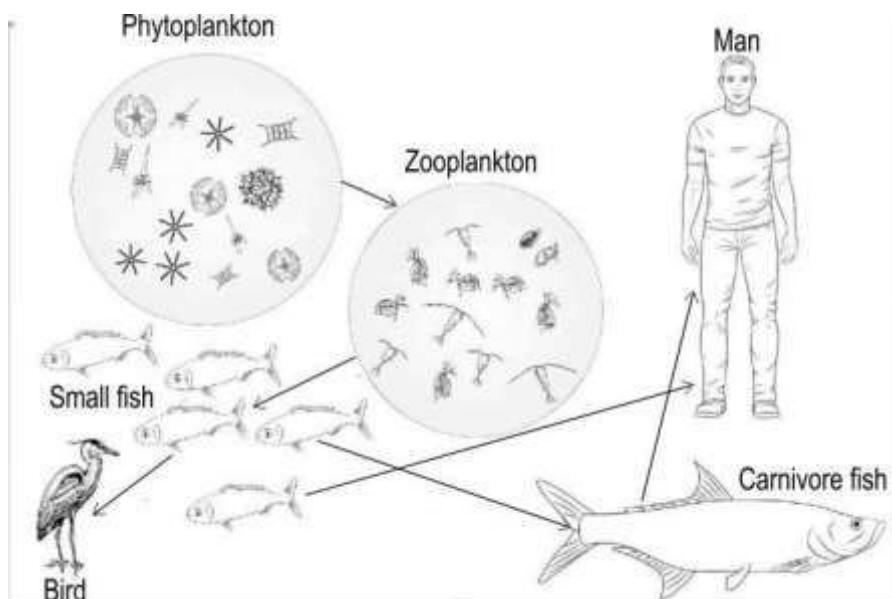 Phytoplankton
Man
Zooplankton
Small fish
Carnivore fish
Bird